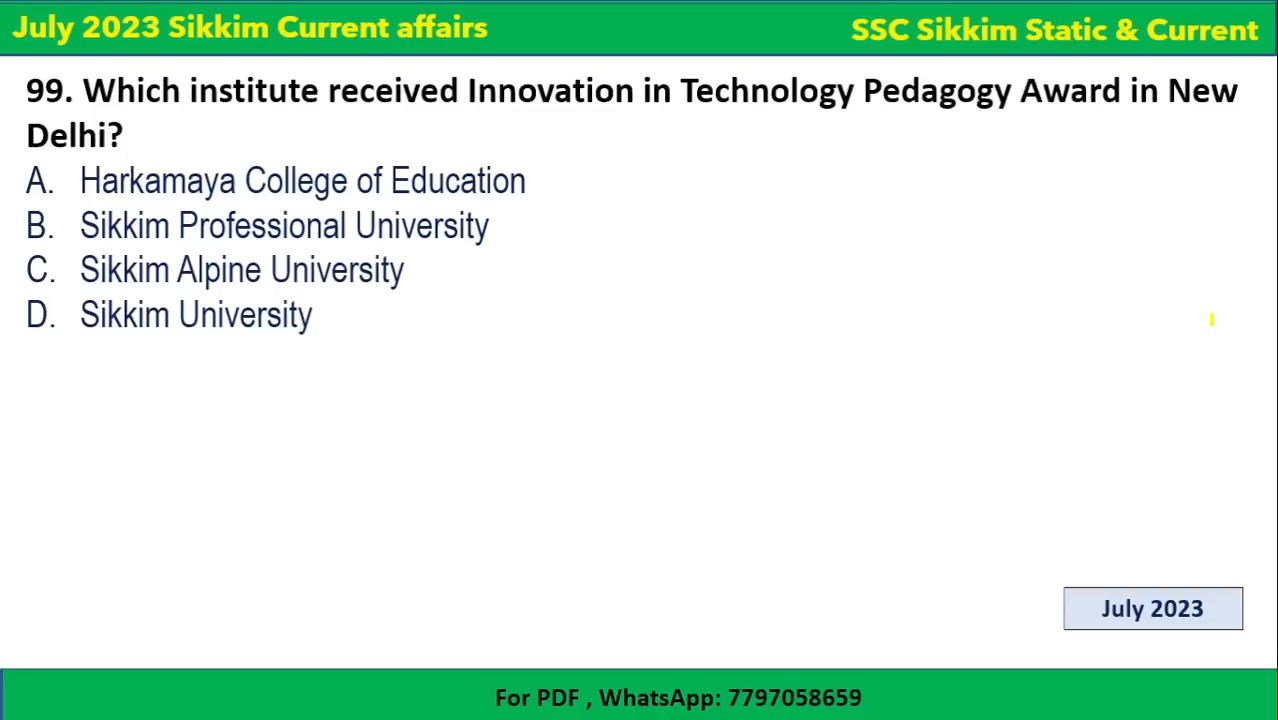 July 2023 Sikkim Current affairs
SSC Sikkim Static & Current
99. Which institute received Innovation in Technology Pedagogy Award in New
Delhi?
A. Harkamaya College of Education
B. Sikkim Professional University
C. Sikkim Alpine University
D. Sikkim University
July 2023
For PDF , WhatsApp: 7797058659